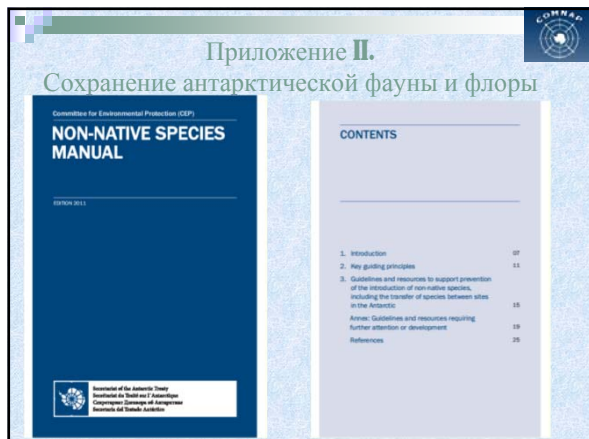 COMNAP
Приложение II.
Сохранение антарктической фауны и флоры
Committee for Environmental Protection (CEP)
NON-NATIVE SPECIES
MANUAL
EDITION 2011
Secretariat of the Antarctic Treaty
Secrétariat du Traité sur l'Antarctique
Секретариат Договора об Антарктике
Secretaría del Tratado Antártico
CONTENTS
1. Introduction 07
2. Key guiding principles 11
3. Guidelines and resources to support prevention
of the introduction of non-native species,
including the transfer of species between sites
in the Antarctic 15
Annex: Guidelines and resources requiring
further attention or development 19
References 25